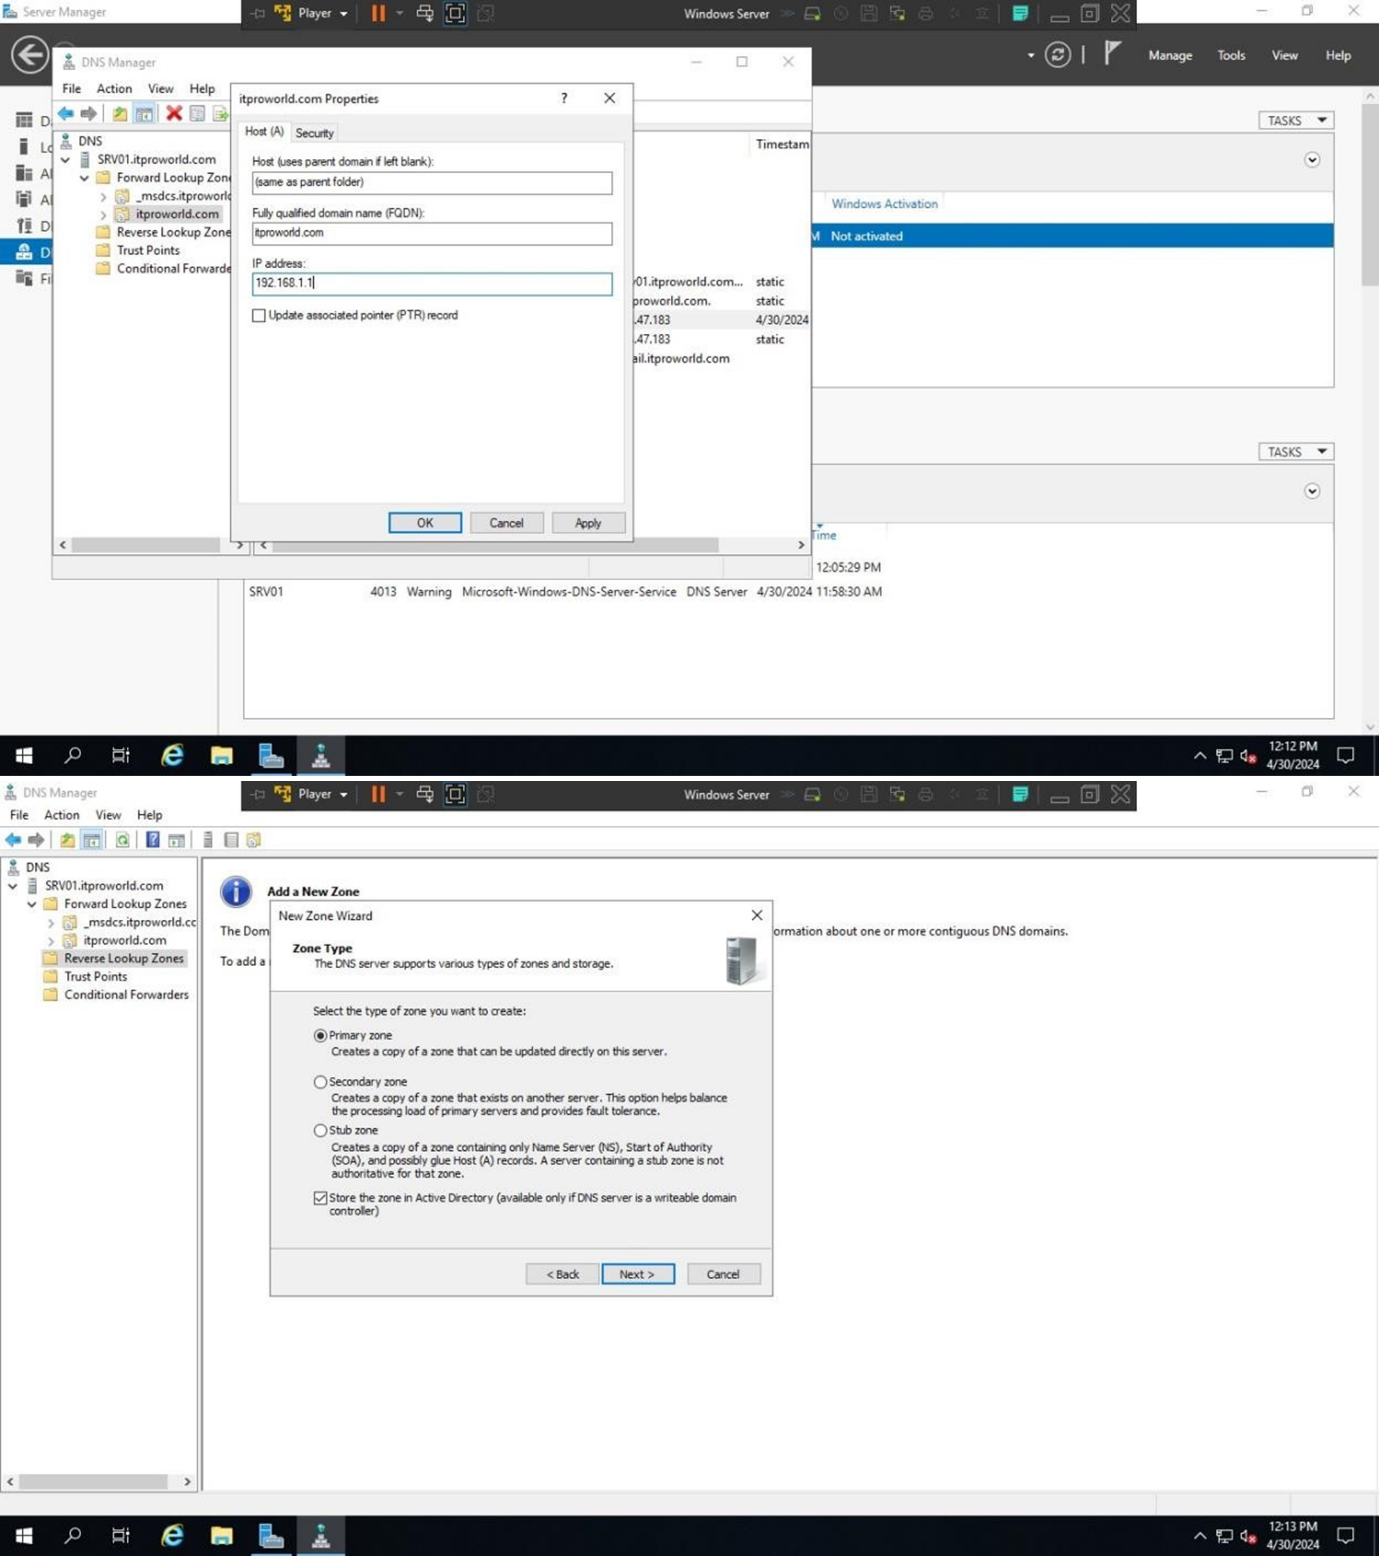 Server Manager
Player
Windows Server
Manage Tools View Help
DNS Manager
File Action View Help
itproworld.com Properties
?
Host (A) Security
TASKS
DNS
Host (uses parent domain if left blank):
Timestam
SRV01.itproworld.com
Forward Lookup Zon
(same as parent folder)
_msdcs.itproworld
Windows Activation
itproworld.com
Fully qualified domain name (FQDN):
Reverse Lookup Zone
itproworld.com
M Not activated
Trust Points
IP address:
Conditional Forwarde
192.168.1.1
01.itproworld.com... static
proworld.com. static
Update associated pointer (PTR) record
.47.183 4/30/2024
.47.183 static
ail.itproworld.com
TASKS
OK Cancel Apply
Time
12:05:29 PM
SRV01 4013 Warning Microsoft-Windows-DNS-Server-Service DNS Server 4/30/2024 11:58:30 AM
12:12 PM
4/30/2024
DNS Manager
Player
Windows Server
File Action View Help
DNS
SRV01.itproworld.com
Forward Lookup Zones
_msdcs.itproworld.cc
itproworld.com
Reverse Lookup Zones
Trust Points
Conditional Forwarders
Add a New Zone
New Zone Wizard
The Dom
ormation about one or more contiguous DNS domains.
Zone Type
The DNS server supports various types of zones and storage.
To add a
Select the type of zone you want to create:
Primary zone
Creates a copy of a zone that can be updated directly on this server.
Secondary zone
Creates a copy of a zone that exists on another server. This option helps balance
the processing load of primary servers and provides fault tolerance.
Stub zone
Creates a copy of a zone containing only Name Server (NS), Start of Authority
(SOA), and possibly glue Host (A) records. A server containing a stub zone is not
authoritative for that zone.
Store the zone in Active Directory (available only if DNS server is a writeable domain
controller)
< Back Next > Cancel
12:13 PM
4/30/2024